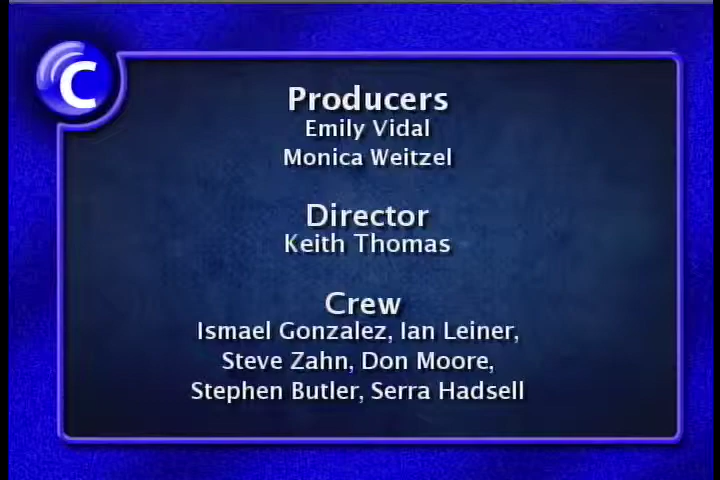 C
Producers
Emily Vidal
Monica Weitzel
Director
Keith Thomas
Crew
Ismael Gonzalez, Ian Leiner,
Steve Zahn, Don Moore,
Stephen Butler, Serra Hadsell